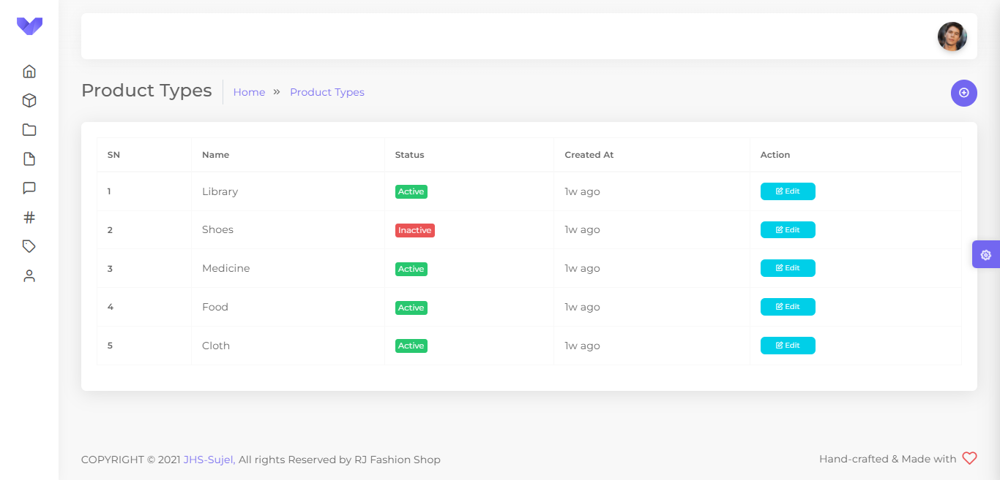 Product Types
Home » Product Types
SN Name Status Created At Action
1 Library Active 1w ago Edit
2 Shoes Inactive 1w ago Edit
3 Medicine Active 1w ago Edit
4 Food Active 1w ago Edit
5 Cloth Active 1w ago Edit
COPYRIGHT © 2021 JHS-Sujel, All rights Reserved by RJ Fashion Shop
Hand-crafted & Made with